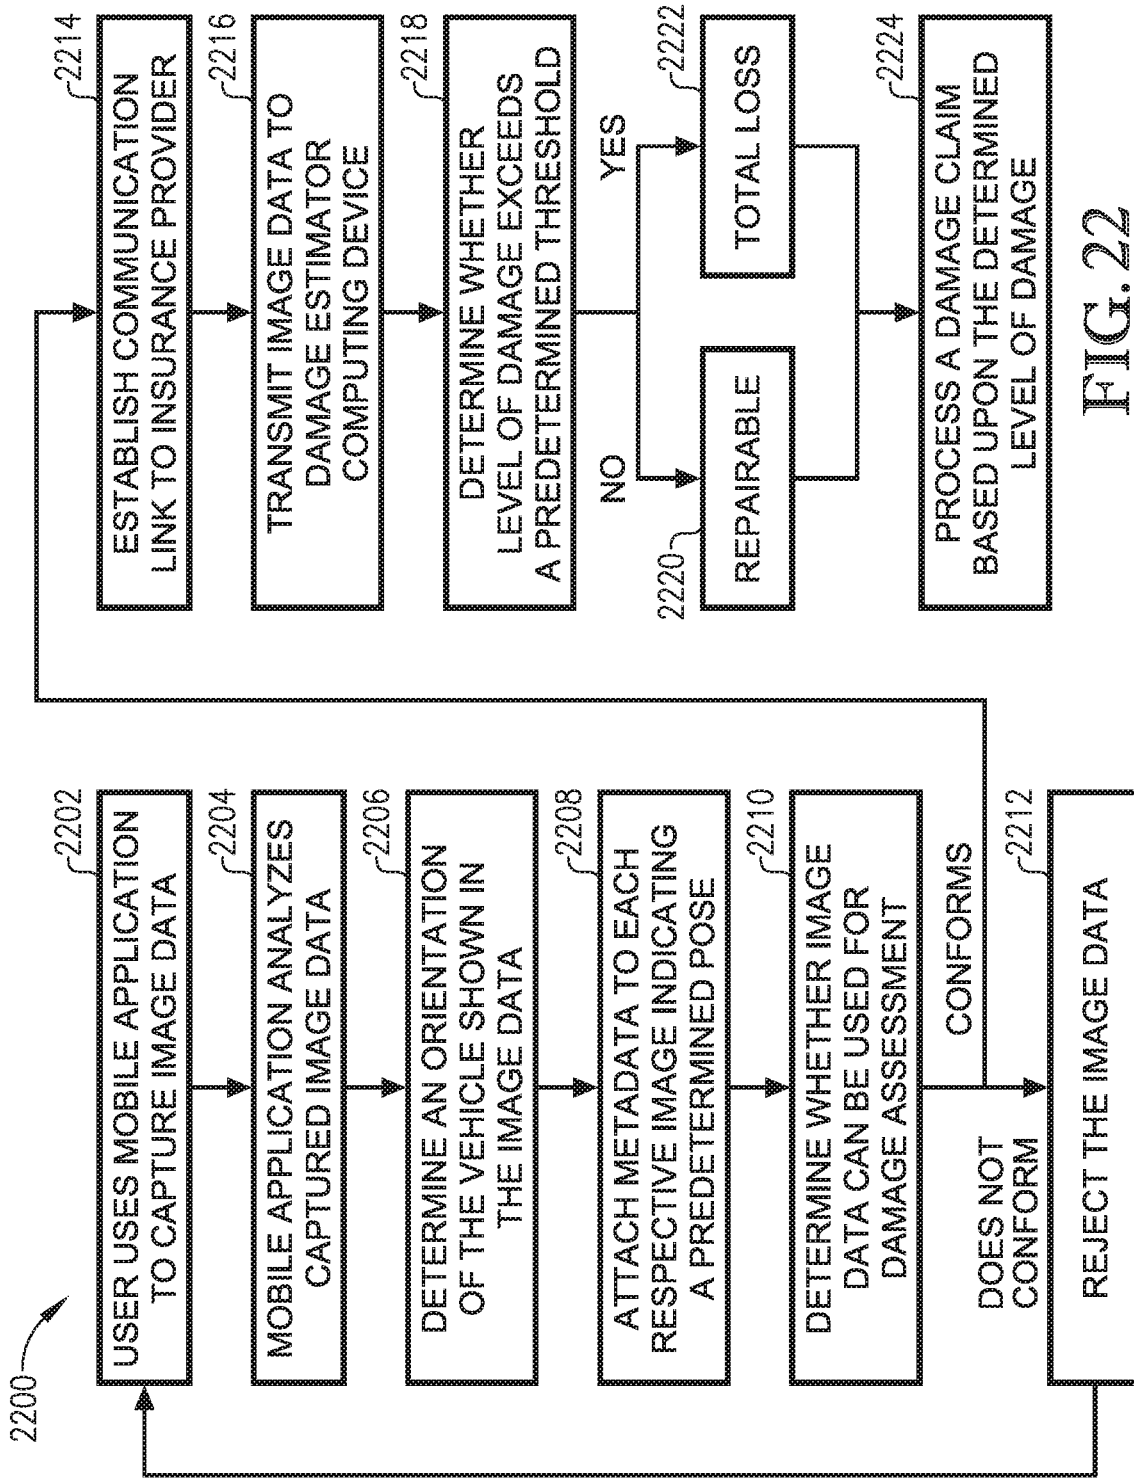 2200
2202
USER USES MOBILE APPLICATION
TO CAPTURE IMAGE DATA
2204
MOBILE APPLICATION ANALYZES
CAPTURED IMAGE DATA
2206
DETERMINE AN ORIENTATION
OF THE VEHICLE SHOWN IN
THE IMAGE DATA
2208
ATTACH METADATA TO EACH
RESPECTIVE IMAGE INDICATING
A PREDETERMINED POSE
2210
DETERMINE WHETHER IMAGE
DATA CAN BE USED FOR
DAMAGE ASSESSMENT
DOES NOT
CONFORM
CONFORMS
2212
REJECT THE IMAGE DATA
2214
ESTABLISH COMMUNICATION
LINK TO INSURANCE PROVIDER
2216
TRANSMIT IMAGE DATA TO
DAMAGE ESTIMATOR
COMPUTING DEVICE
2218
DETERMINE WHETHER
LEVEL OF DAMAGE EXCEEDS
A PREDETERMINED THRESHOLD
NO
YES
2220
REPAIRABLE
2222
TOTAL LOSS
2224
PROCESS A DAMAGE CLAIM
BASED UPON THE DETERMINED
LEVEL OF DAMAGE
FIG. 22